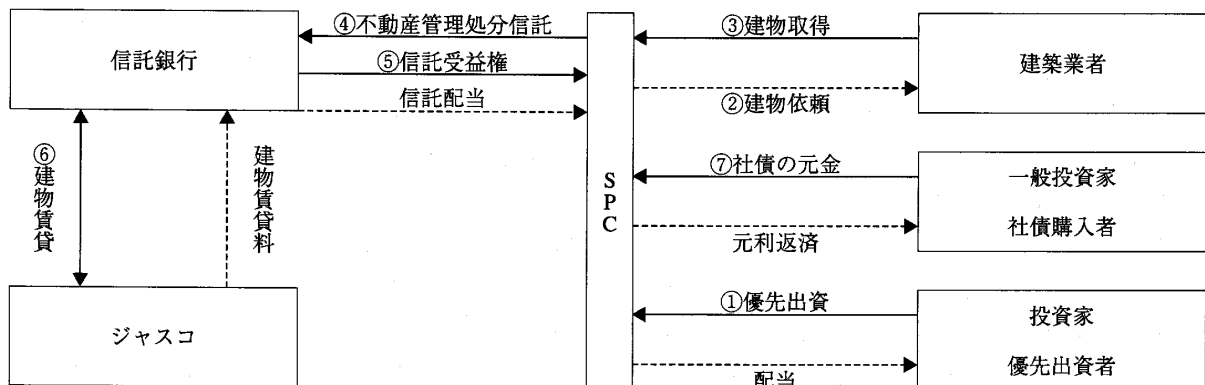 ④不動産管理処分信託
信託銀行
⑤信託受益権
信託配当
③建物取得
建築業者
②建物依頼
⑥建物賃貸
建物賃貸料
SPC
⑦社債の元金
一般投資家
社債購入者
元利返済
ジャスコ
①優先出資
投資家
優先出資者
配当